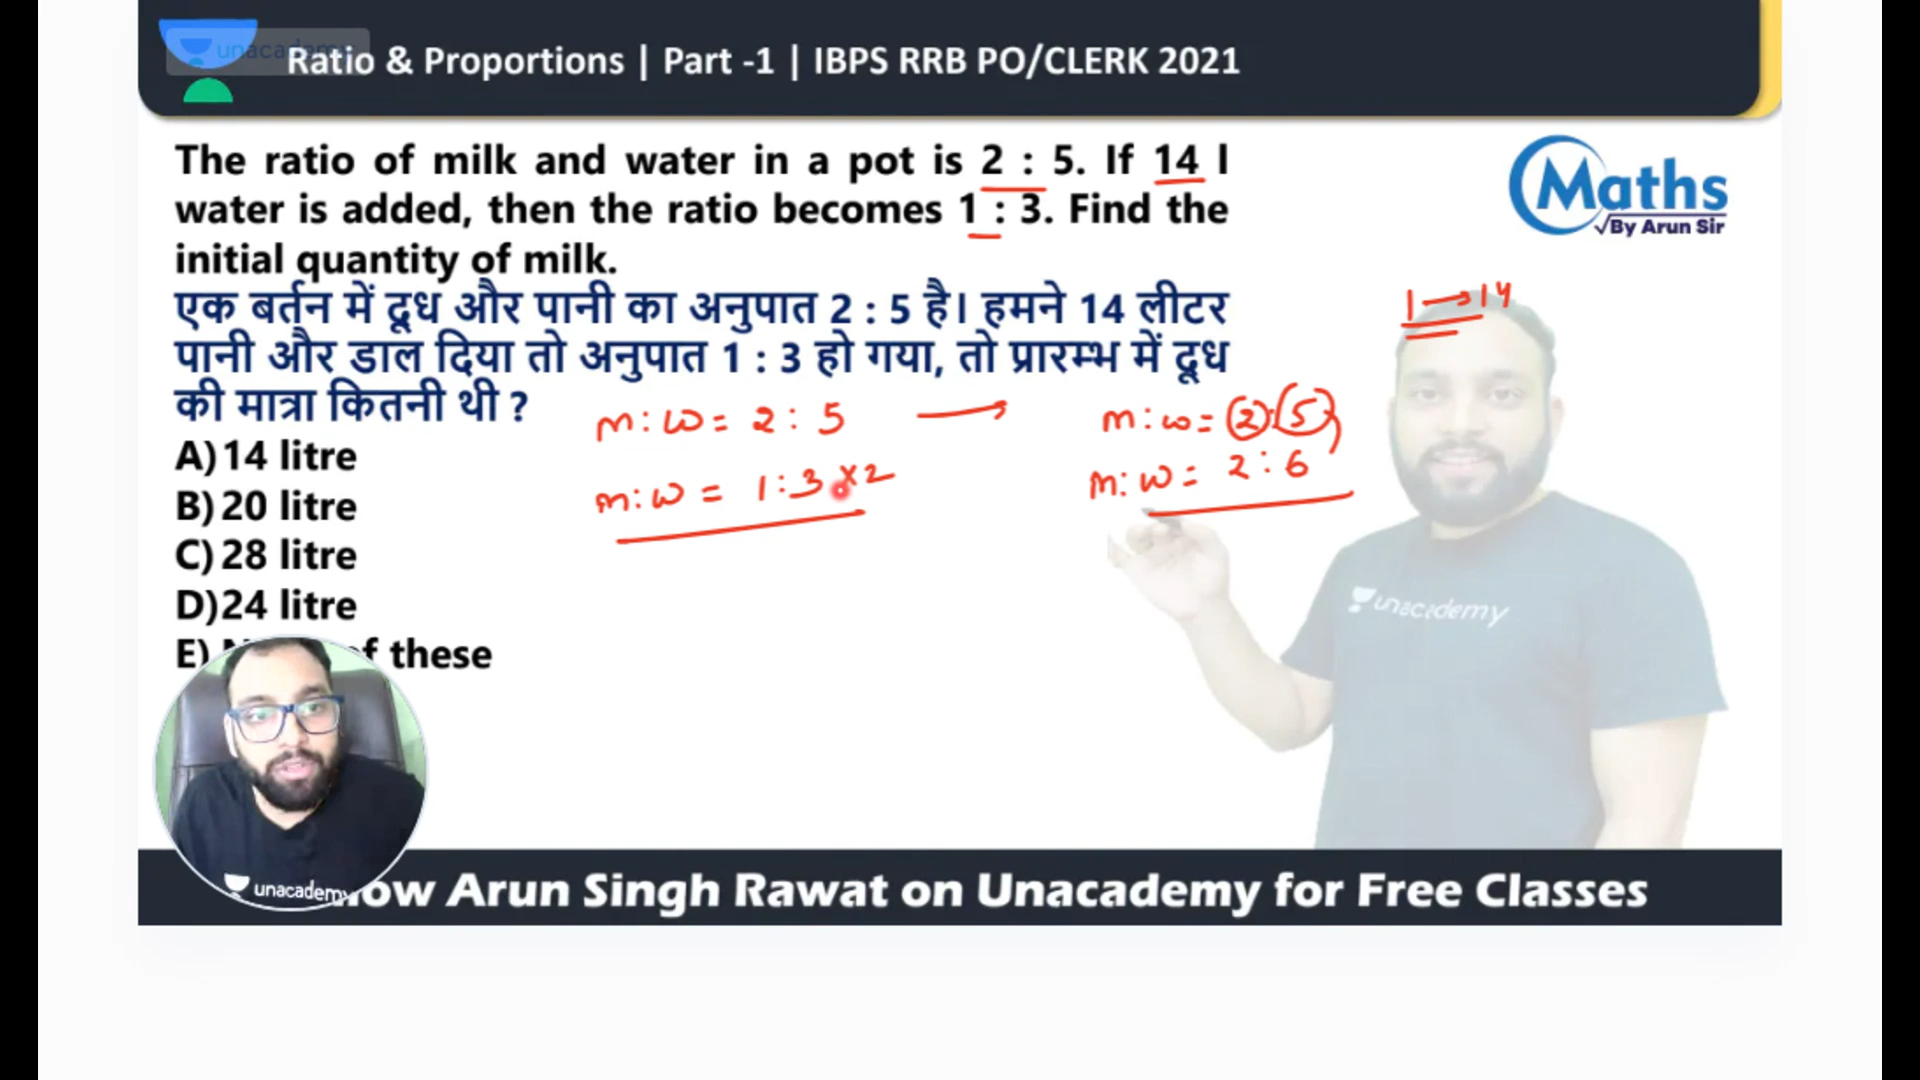 unacademy
Ratio & Proportions | Part -1 | IBPS RRB PO/CLERK 2021
The ratio of milk and water in a pot is 2 : 5. If 14 l
water is added, then the ratio becomes 1 : 3. Find the
initial quantity of milk.
Maths
√By Arun Sir
एक बर्तन में दूध और पानी का अनुपात 2 : 5 है। हमने 14 लीटर
पानी और डाल दिया तो अनुपात 1 : 3 हो गया, तो प्रारम्भ में दूध
की मात्रा कितनी थी ?
1 → 14
m : w = 2 : 5 →
m : w = 2 : 5
m : w = 1 : 3 × 2
m : w = 2 : 6
A) 14 litre
B) 20 litre
C) 28 litre
D) 24 litre
E) of these
unacademy
unacademy
ow Arun Singh Rawat on Unacademy for Free Classes